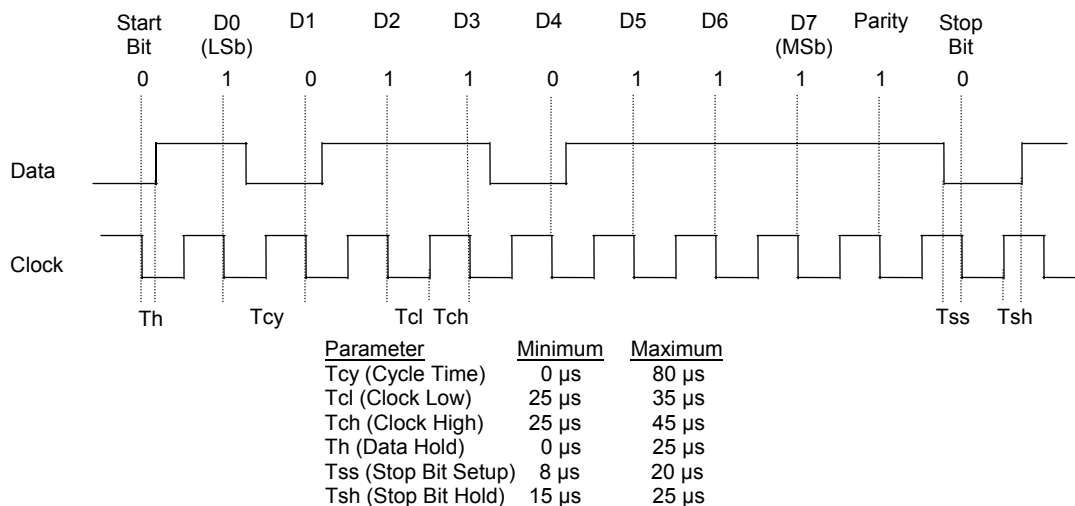 Start Bit D0 (LSb) D1 D2 D3 D4 D5 D6 D7 (MSb) Parity Stop Bit
0 1 0 1 1 0 1 1 1 1 0
Data
Clock
Th Tcy Tcl Tch Tss Tsh
Parameter Minimum Maximum
Tcy (Cycle Time) 0 µs 80 µs
Tcl (Clock Low) 25 µs 35 µs
Tch (Clock High) 25 µs 45 µs
Th (Data Hold) 0 µs 25 µs
Tss (Stop Bit Setup) 8 µs 20 µs
Tsh (Stop Bit Hold) 15 µs 25 µs